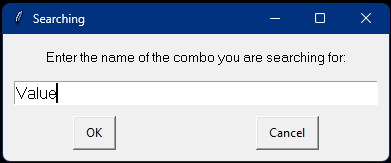 Searching
Enter the name of the combo you are searching for:
Value
OK Cancel